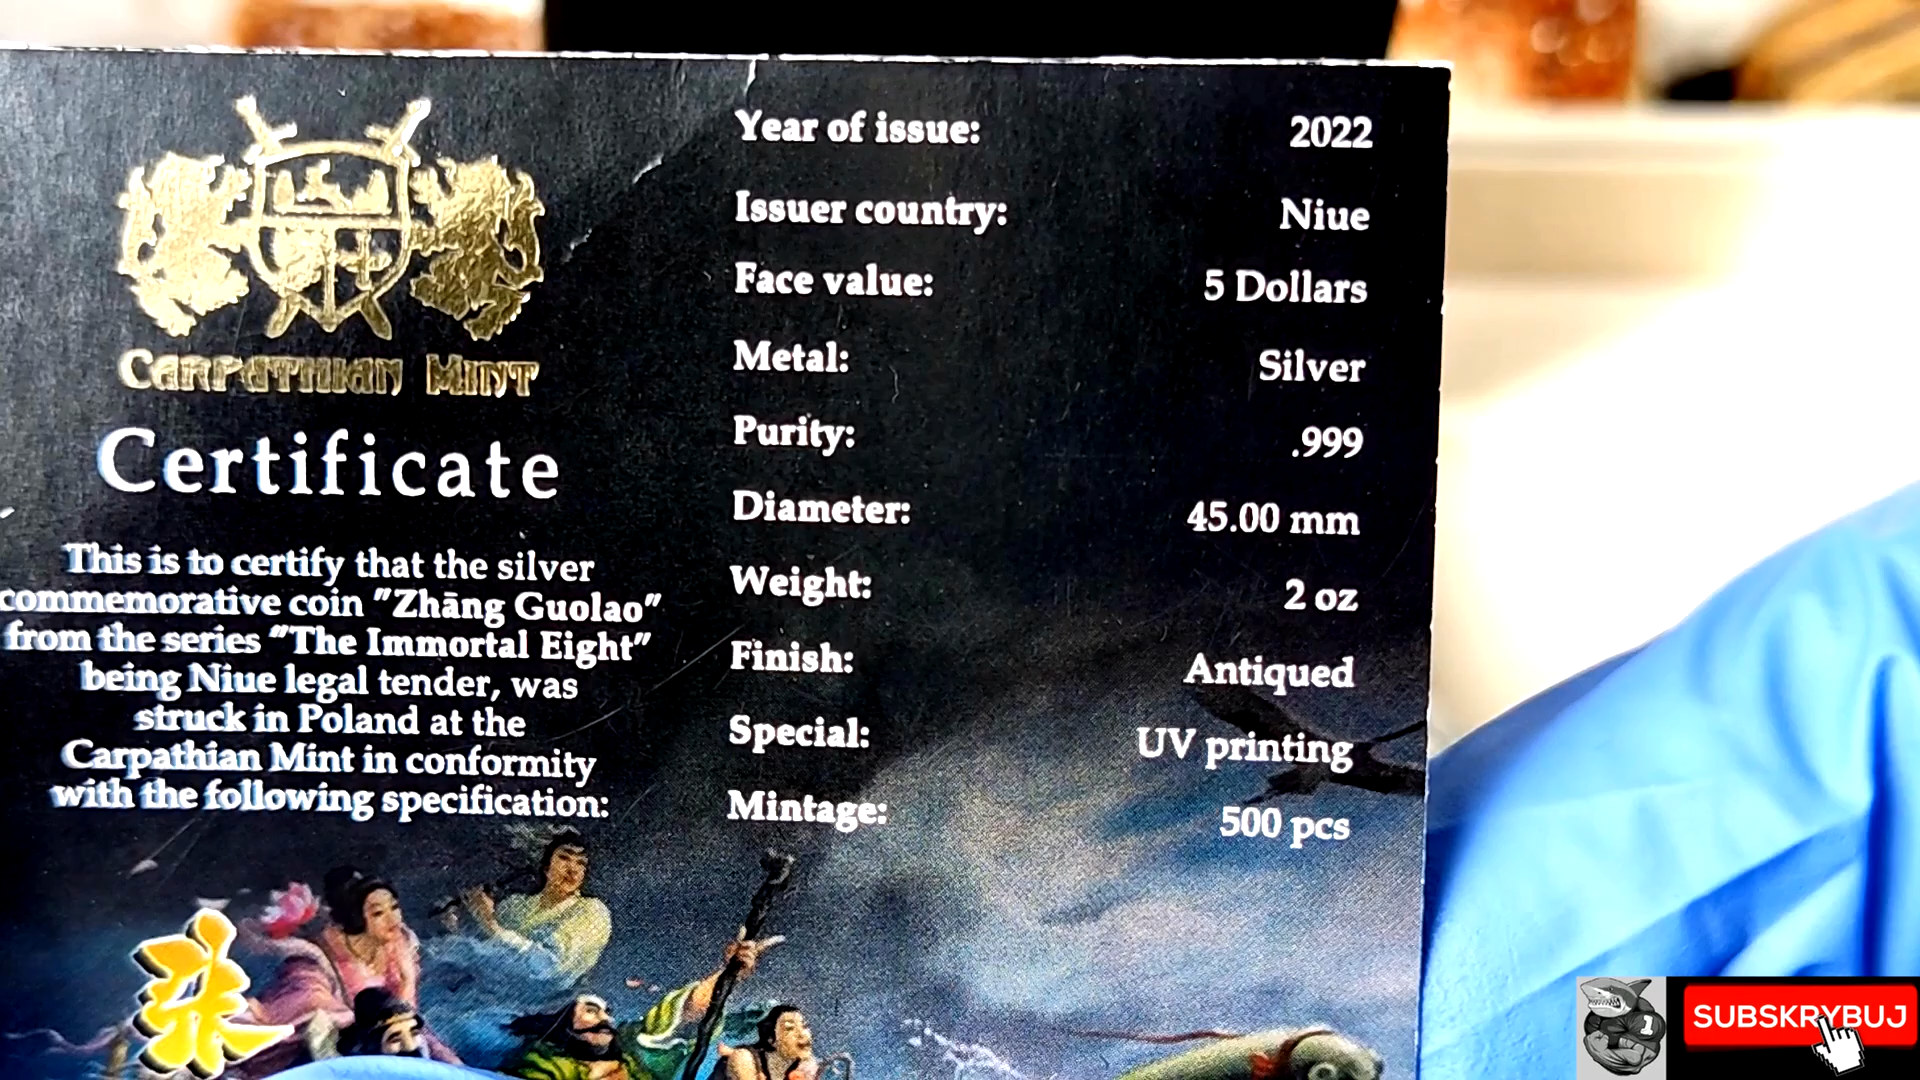 CARPATHIAN MINT
Certificate
This is to certify that the silver
commemorative coin "Zhāng Guolao"
from the series "The Immortal Eight"
being Niue legal tender, was
struck in Poland at the
Carpathian Mint in conformity
with the following specification:
Year of issue: 2022
Issuer country: Niue
Face value: 5 Dollars
Metal: Silver
Purity: .999
Diameter: 45.00 mm
Weight: 2 oz
Finish: Antiqued
Special: UV printing
Mintage: 500 pcs
张
1
SUBSKRYBUJ